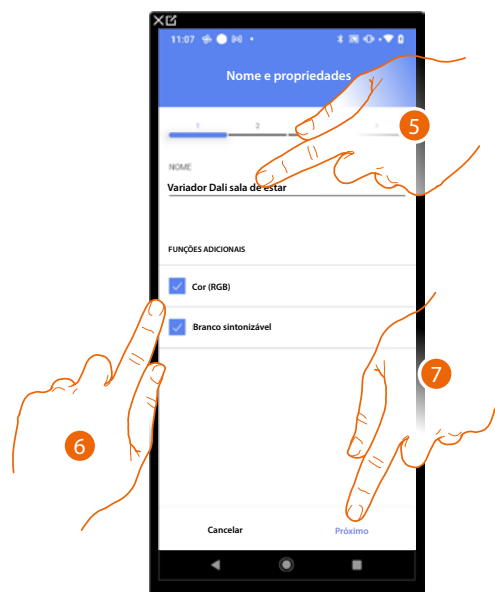 11:07
Nome e propriedades
1 2
5
NOME
Variador Dali sala de estar
FUNÇÕES ADICIONAIS
Cor (RGB)
Branco sintonizável
7
6
Cancelar Próximo